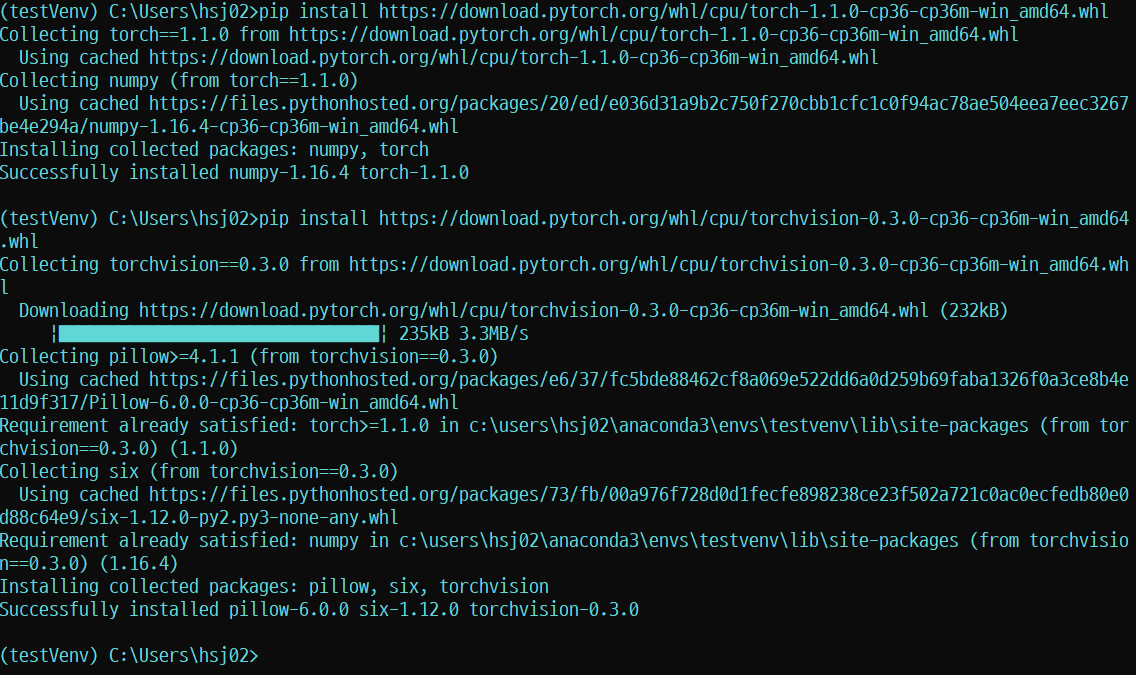 (testVenv) C:\Users\hsj02>pip install https://download.pytorch.org/whl/cpu/torch-1.1.0-cp36-cp36m-win_amd64.whl
Collecting torch==1.1.0 from https://download.pytorch.org/whl/cpu/torch-1.1.0-cp36-cp36m-win_amd64.whl
  Using cached https://download.pytorch.org/whl/cpu/torch-1.1.0-cp36-cp36m-win_amd64.whl
Collecting numpy (from torch==1.1.0)
  Using cached https://files.pythonhosted.org/packages/20/ed/e036d31a9b2c750f270cbb1cfc1c0f94ac78ae504eea7eec3267
be4e294a/numpy-1.16.4-cp36-cp36m-win_amd64.whl
Installing collected packages: numpy, torch
Successfully installed numpy-1.16.4 torch-1.1.0
(testVenv) C:\Users\hsj02>pip install https://download.pytorch.org/whl/cpu/torchvision-0.3.0-cp36-cp36m-win_amd64
.whl
Collecting torchvision==0.3.0 from https://download.pytorch.org/whl/cpu/torchvision-0.3.0-cp36-cp36m-win_amd64.wh
l
  Downloading https://download.pytorch.org/whl/cpu/torchvision-0.3.0-cp36-cp36m-win_amd64.whl (232kB)
235kB 3.3MB/s
Collecting pillow>=4.1.1 (from torchvision==0.3.0)
  Using cached https://files.pythonhosted.org/packages/e6/37/fc5bde88462cf8a069e522dd6a0d259b69faba1326f0a3ce8b4e
11d9f317/Pillow-6.0.0-cp36-cp36m-win_amd64.whl
Requirement already satisfied: torch>=1.1.0 in c:\users\hsj02\anaconda3\envs\testvenv\lib\site-packages (from tor
chvision==0.3.0) (1.1.0)
Collecting six (from torchvision==0.3.0)
  Using cached https://files.pythonhosted.org/packages/73/fb/00a976f728d0d1fecfe898238ce23f502a721c0ac0ecfedb80e0
d88c64e9/six-1.12.0-py2.py3-none-any.whl
Requirement already satisfied: numpy in c:\users\hsj02\anaconda3\envs\testvenv\lib\site-packages (from torchvisio
n==0.3.0) (1.16.4)
Installing collected packages: pillow, six, torchvision
Successfully installed pillow-6.0.0 six-1.12.0 torchvision-0.3.0
(testVenv) C:\Users\hsj02>